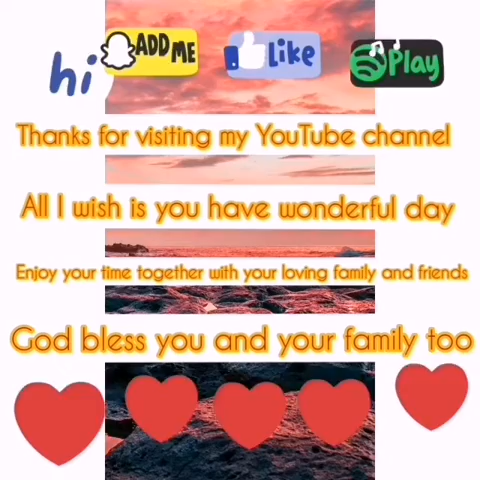 hi
ADD ME
Like
Play
Thanks for visiting my YouTube channel
All I wish is you have wonderful day
Enjoy your time together with your loving family and friends
God bless you and your family too